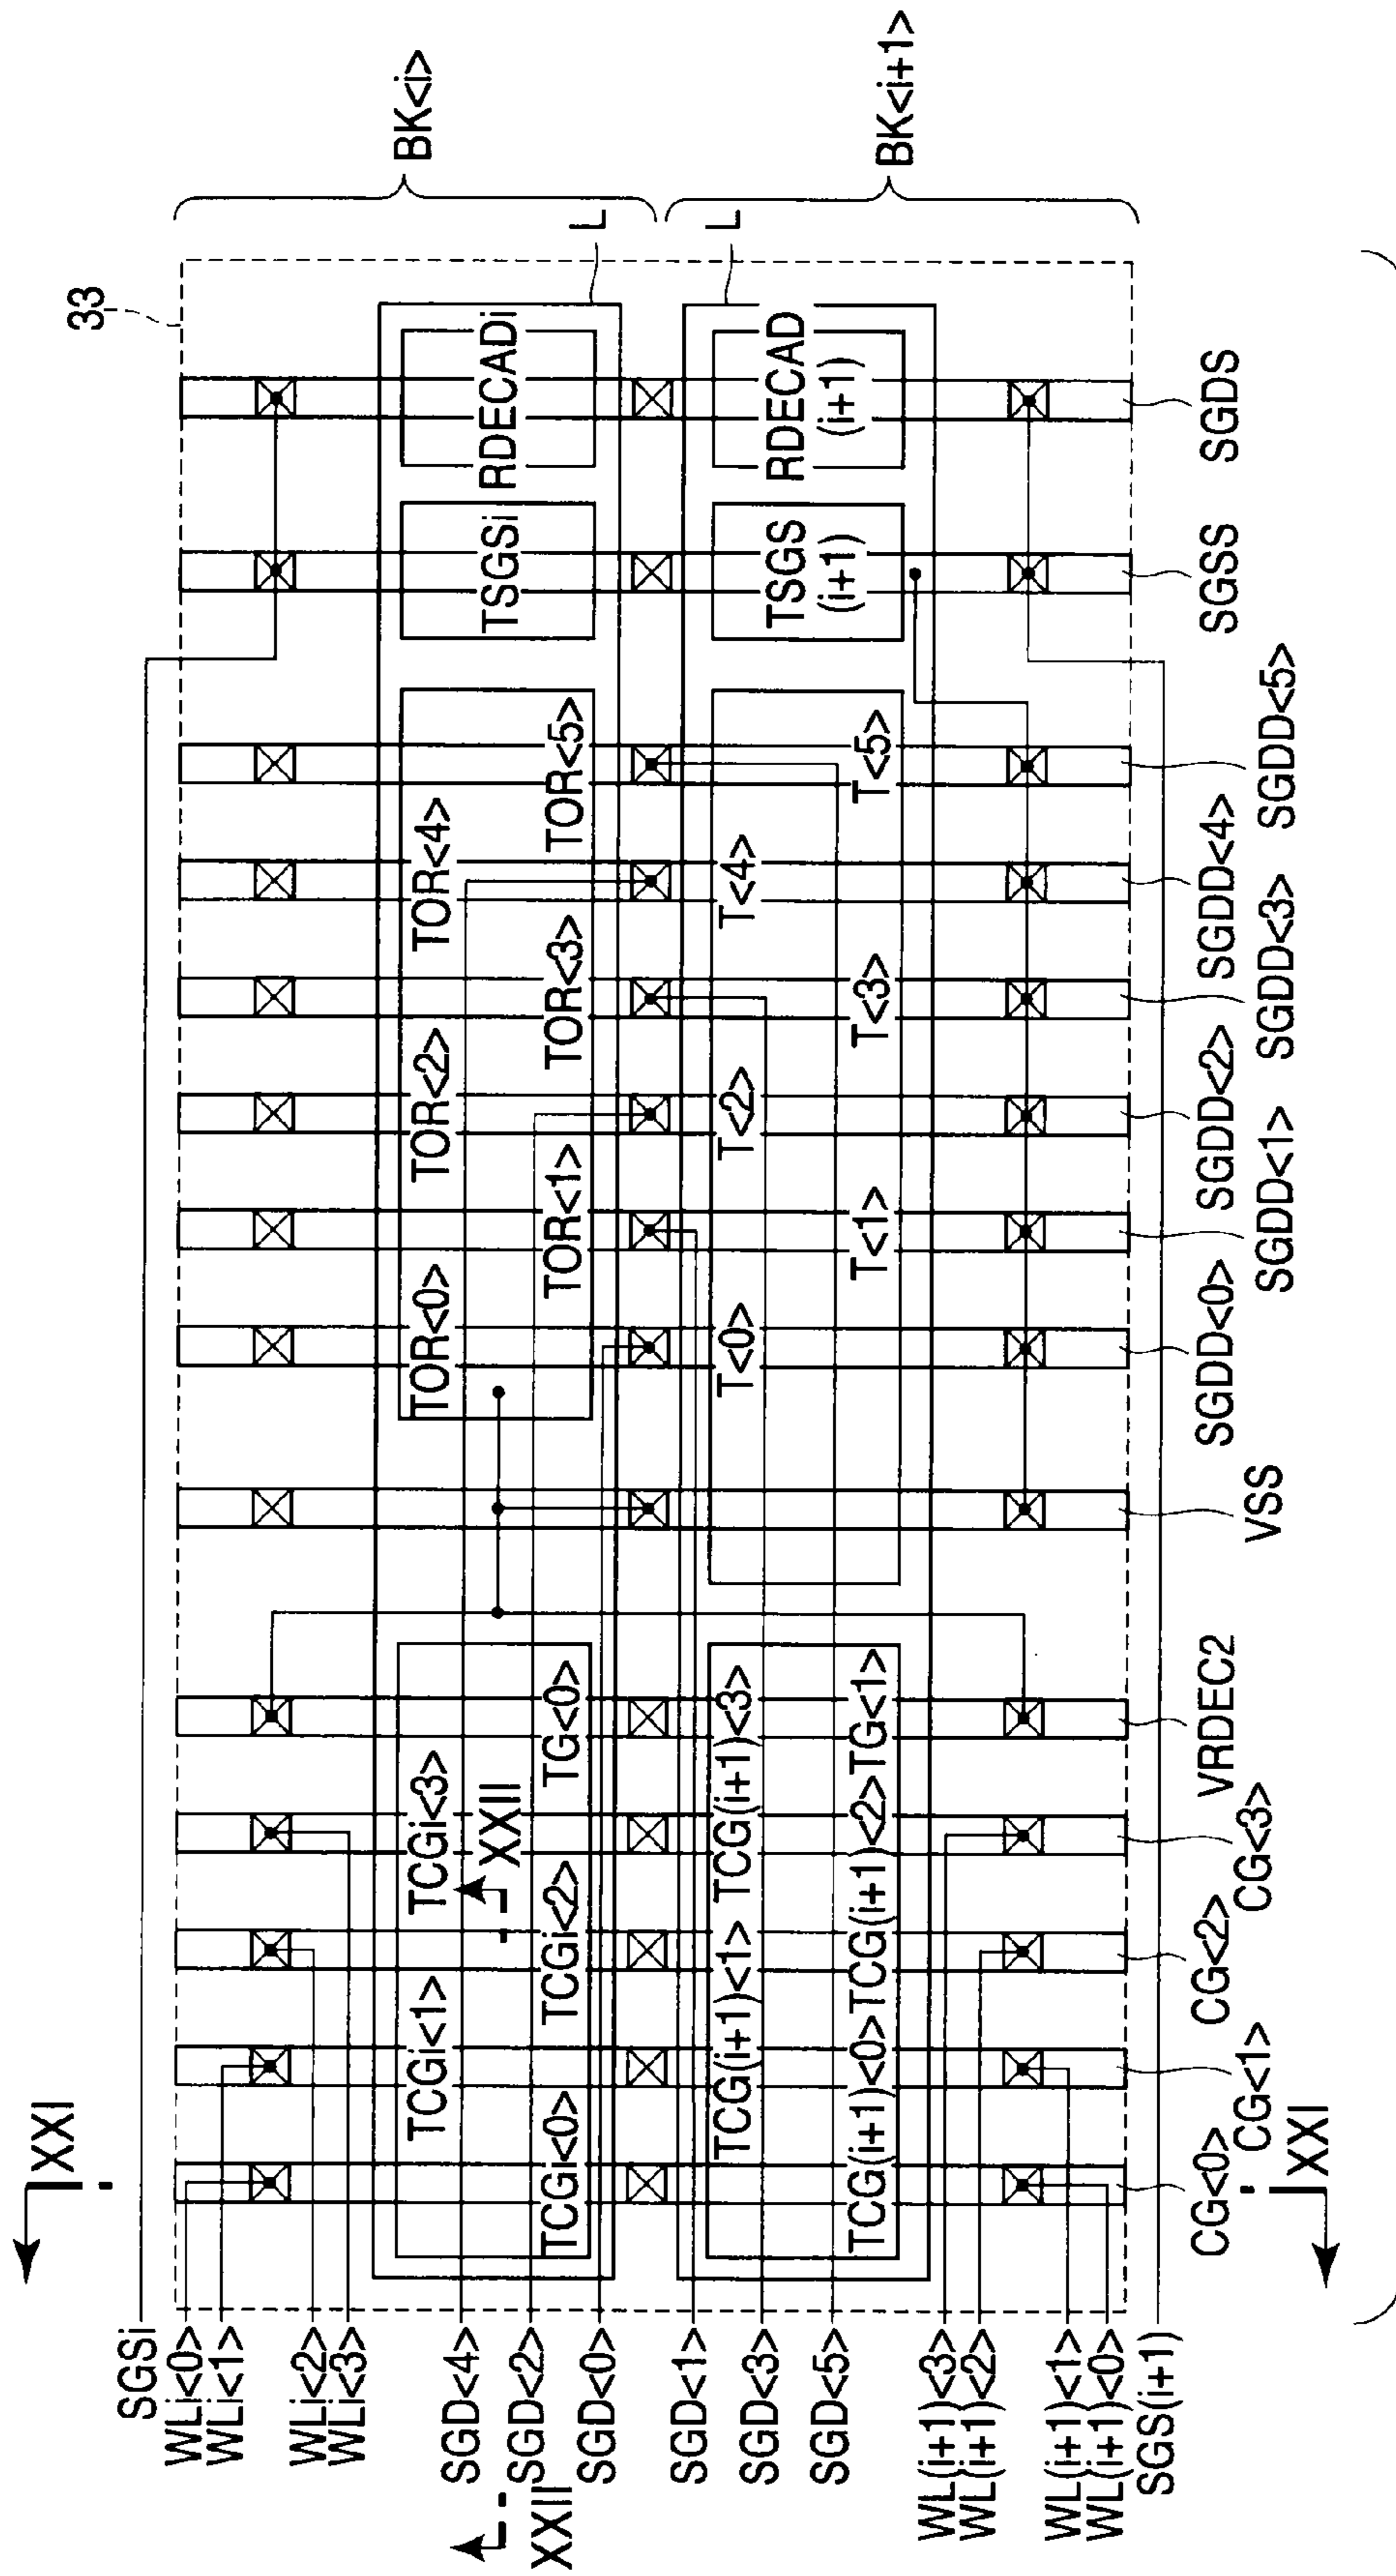 33
BK<i>
BK<i+1>
L
L
RDECADi
RDECAD
(i+1)
TSGSi
TSGS
(i+1)
SGDS
SGSS
TOR<0>
TOR<1>
TOR<2>
TOR<3>
TOR<4>
TOR<5>
T<0>
T<1>
T<2>
T<3>
T<4>
T<5>
SGDD<5>
SGDD<4>
SGDD<3>
SGDD<2>
SGDD<1>
SGDD<0>
VSS
VRDEC2
CG<3>
CG<2>
CG<1>
CG<0>
TCGi<3>
TG<0>
XXII
TCGi<1>
TCGi<2>
TCGi<0>
TCG(i+1)<1>
TCG(i+1)<3>
TCG(i+1)<0>TCG(i+1)<2>TG<1>
XXI
XXI
SGSi
WLi<0>
WLi<1>
WLi<2>
WLi<3>
SGD<4>
SGD<2>
XXII
SGD<0>
SGD<1>
SGD<3>
SGD<5>
WL(i+1)<3>
WL(i+1)<2>
WL(i+1)<1>
WL(i+1)<0>
SGS(i+1)